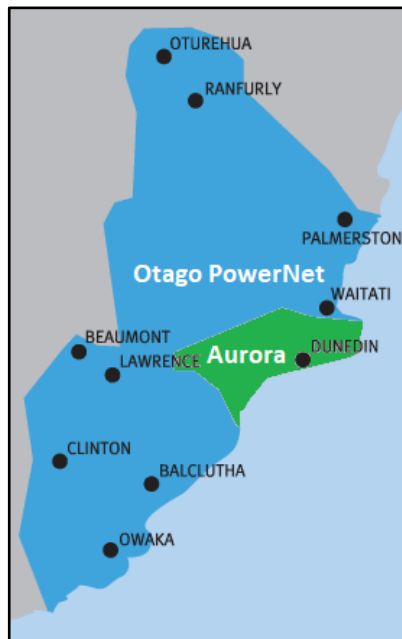 OTUREHUA
RANFURLY
PALMERSTON
Otago PowerNet
WAITATI
BEAUMONT
Aurora
DUNEDIN
LAWRENCE
CLINTON
BALCLUTHA
OWAKA